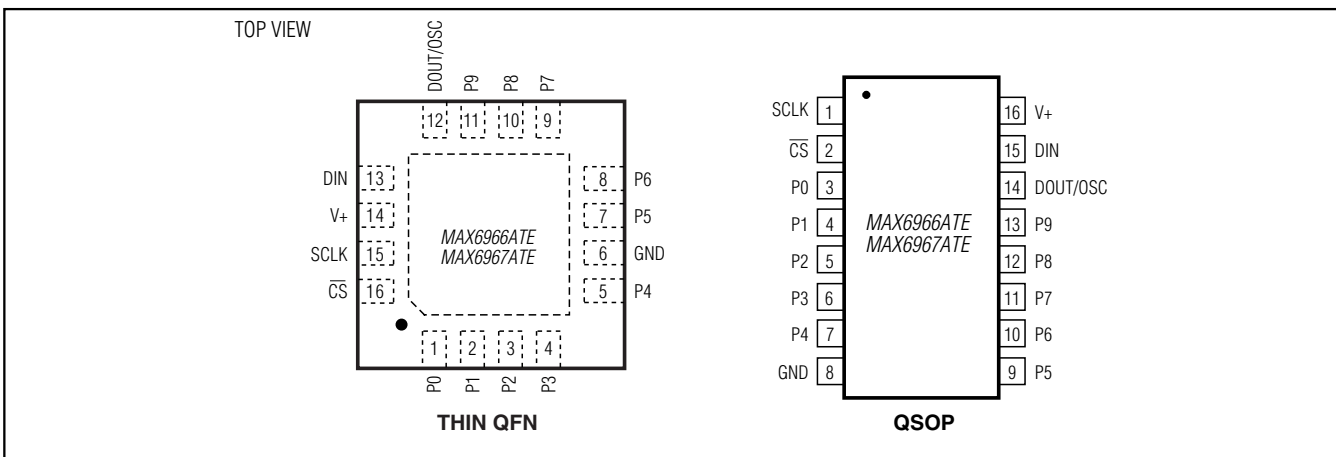 TOP VIEW
DOUT/OSC
P9
P8
P7
12
11
10
9
DIN 13
V+ 14
SCLK 15
C̅S̅ 16
8 P6
7 P5
6 GND
5 P4
MAX6966ATE
MAX6967ATE
1
2
3
4
P0
P1
P2
P3
THIN QFN
SCLK 1
C̅S̅ 2
P0 3
P1 4
P2 5
P3 6
P4 7
GND 8
MAX6966ATE
MAX6967ATE
16 V+
15 DIN
14 DOUT/OSC
13 P9
12 P8
11 P7
10 P6
9 P5
QSOP